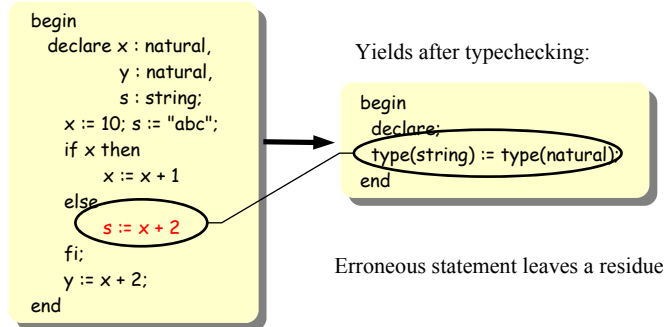 begin
declare x : natural,
y : natural,
s : string;
x := 10; s := "abc";
if x then
x := x + 1
else
s := x + 2
fi;
y := x + 2;
end
Yields after typechecking:
begin
declare;
type(string) := type(natural);
end
Erroneous statement leaves a residue